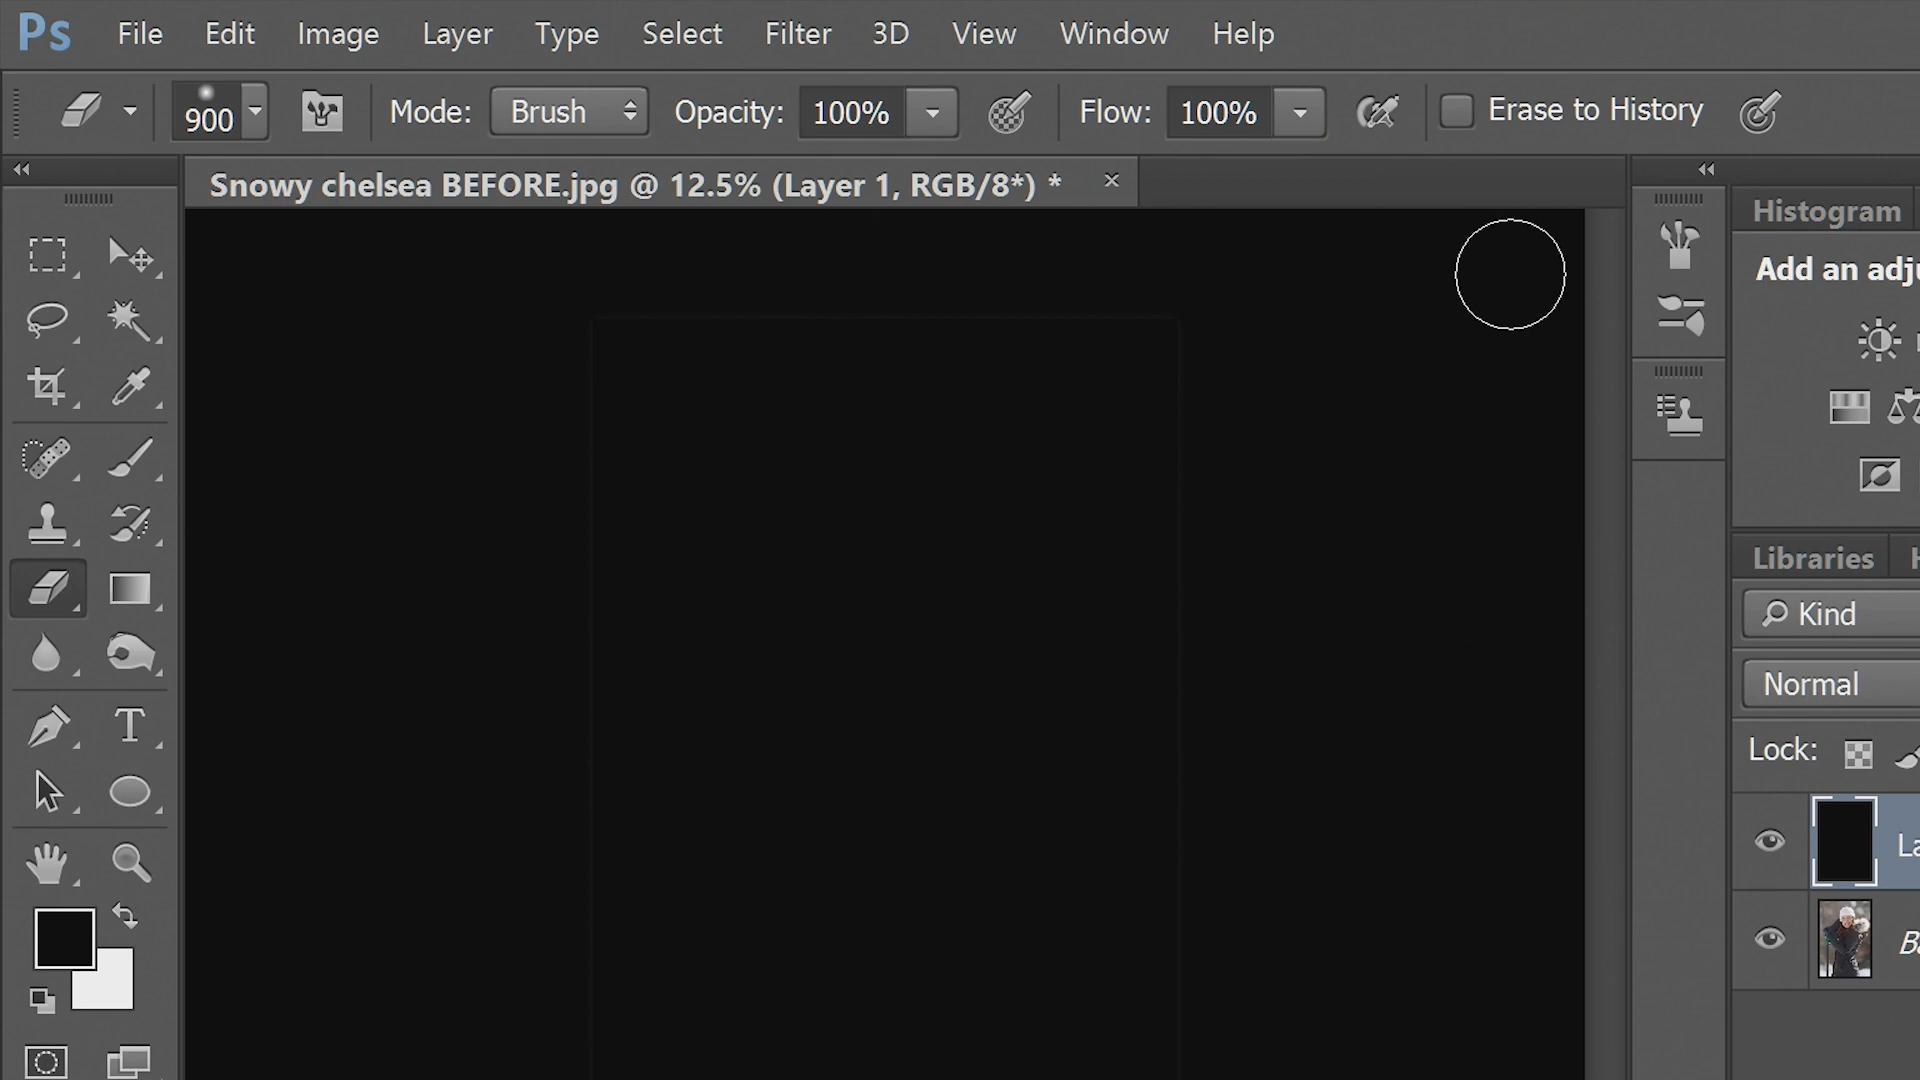 Ps File Edit Image Layer Type Select Filter 3D View Window Help
900 Mode: Brush Opacity: 100% Flow: 100% Erase to History
Snowy chelsea BEFORE.jpg @ 12.5% (Layer 1, RGB/8*) * ×
Histogram
Add an adju
Libraries
Kind
Normal
Lock:
La
T